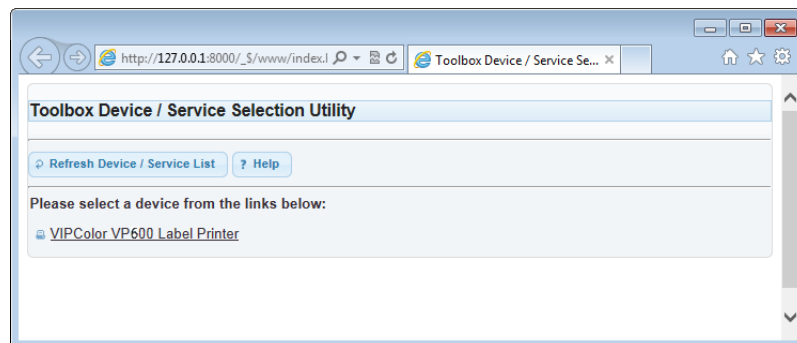 http://127.0.0.1:8000/_$/www/index.l
Toolbox Device / Service Se...
Toolbox Device / Service Selection Utility
Refresh Device / Service List
? Help
Please select a device from the links below:
VIPColor VP600 Label Printer